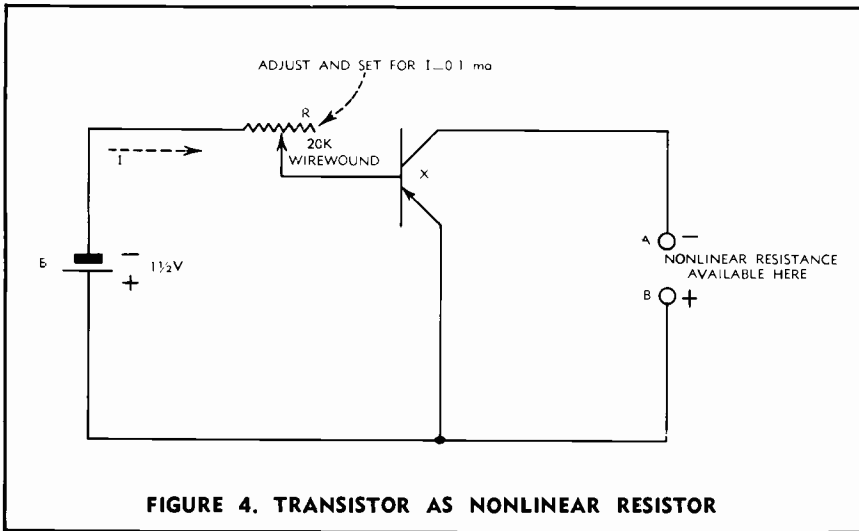 ADJUST AND SET FOR I=0.1 ma
R
20K
WIREWOUND
I
X
B
−
1½V
+
A
−
NONLINEAR RESISTANCE
AVAILABLE HERE
B
+
FIGURE 4. TRANSISTOR AS NONLINEAR RESISTOR